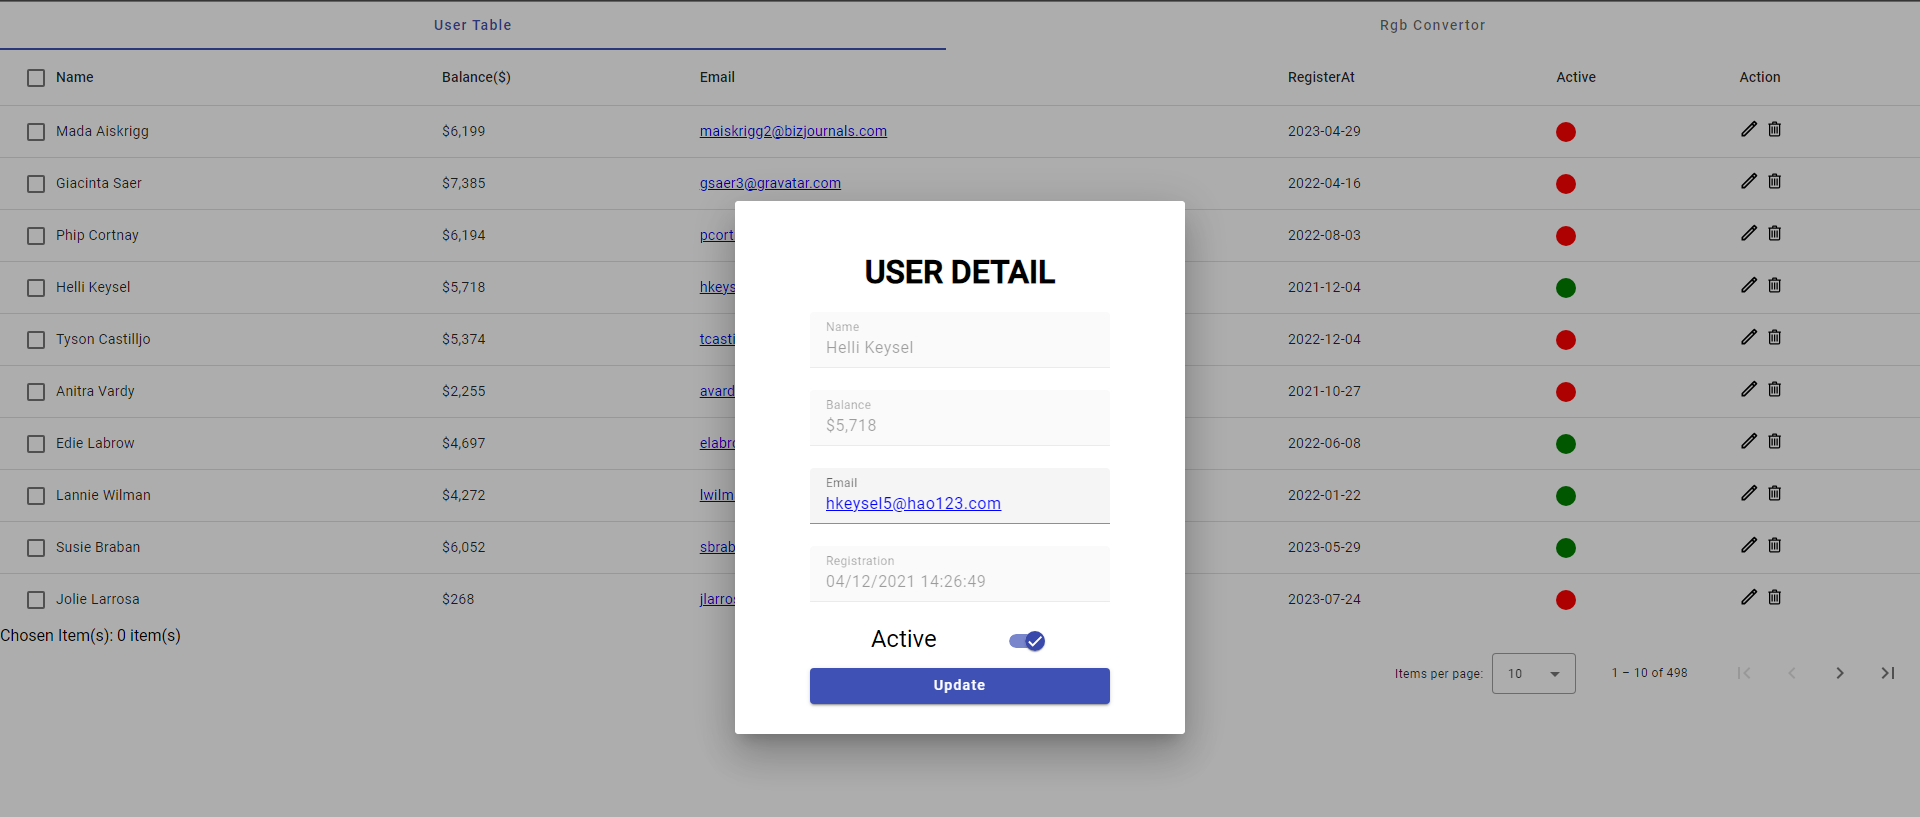 User Table Rgb Convertor
Name Balance($) Email RegisterAt Active Action
Mada Aiskrigg $6,199 maiskrigg2@bizjournals.com 2023-04-29
Giacinta Saer $7,385 gsaer3@gravatar.com 2022-04-16
Phip Cortnay $6,194 pcort 2022-08-03
Helli Keysel $5,718 hkeys 2021-12-04
Tyson Castilljo $5,374 tcasti 2022-12-04
Anitra Vardy $2,255 avard 2021-10-27
Edie Labrow $4,697 elabro 2022-06-08
Lannie Wilman $4,272 lwilm 2022-01-22
Susie Braban $6,052 sbrab 2023-05-29
Jolie Larrosa $268 jlarros 2023-07-24
Chosen Item(s): 0 item(s)
Items per page: 10 1 – 10 of 498
USER DETAIL
Name
Helli Keysel
Balance
$5,718
Email
hkeysel5@hao123.com
Registration
04/12/2021 14:26:49
Active
Update